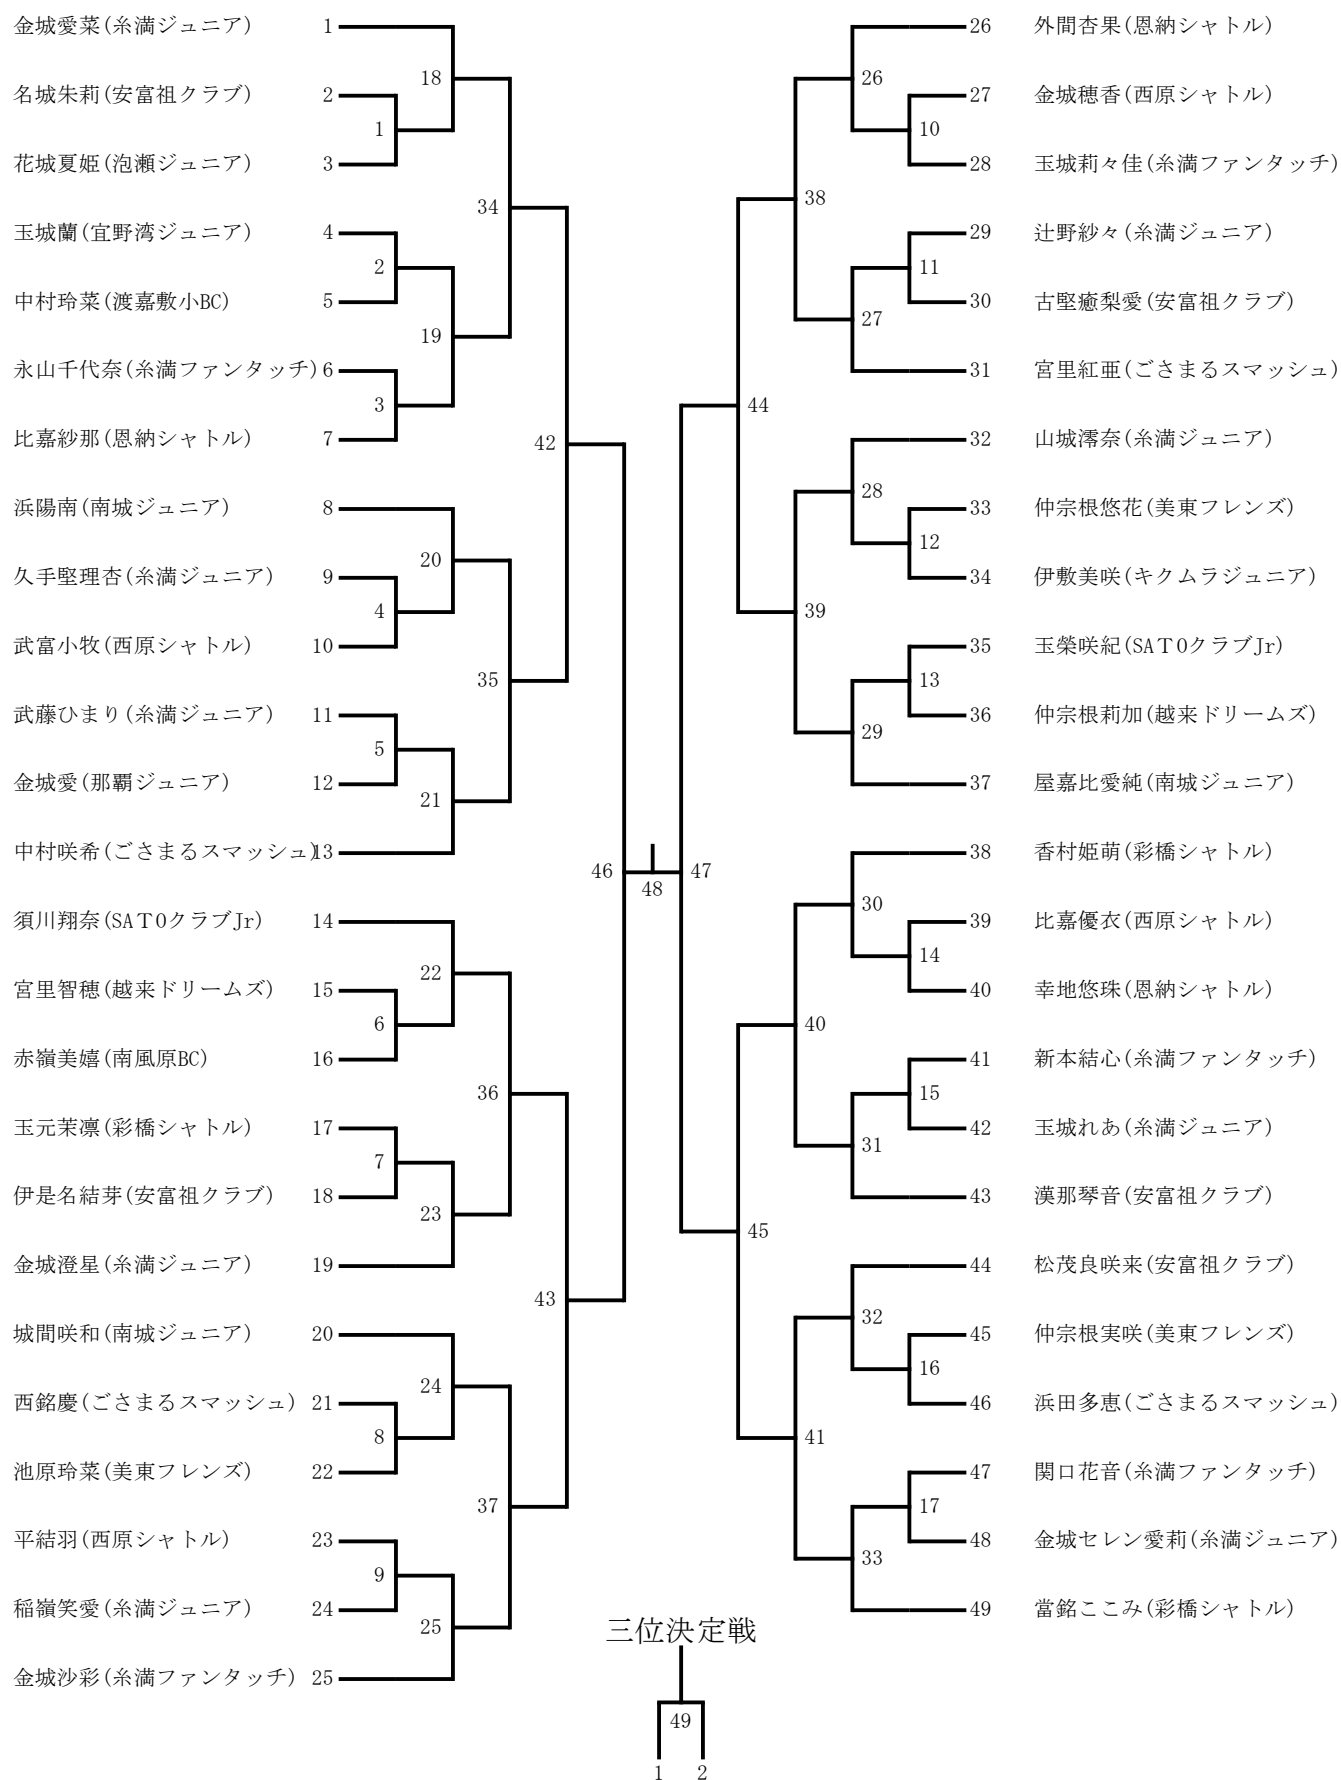 金城愛菜(糸満ジュニア) 1
名城朱莉(安富祖クラブ) 2
花城夏姫(泡瀬ジュニア) 3
玉城蘭(宜野湾ジュニア) 4
中村玲菜(渡嘉敷小BC) 5
永山千代奈(糸満ファンタッチ) 6
比嘉紗那(恩納シャトル) 7
浜陽南(南城ジュニア) 8
久手堅理杏(糸満ジュニア) 9
武富小牧(西原シャトル) 10
武藤ひまり(糸満ジュニア) 11
金城愛(那覇ジュニア) 12
中村咲希(ごさまるスマッシュ) 13
須川翔奈(SATOクラブJr) 14
宮里智穂(越来ドリームズ) 15
赤嶺美嬉(南風原BC) 16
玉元茉凛(彩橋シャトル) 17
伊是名結芽(安富祖クラブ) 18
金城澄星(糸満ジュニア) 19
城間咲和(南城ジュニア) 20
西銘慶(ごさまるスマッシュ) 21
池原玲菜(美東フレンズ) 22
平結羽(西原シャトル) 23
稲嶺笑愛(糸満ジュニア) 24
金城沙彩(糸満ファンタッチ) 25
1
2
3
4
5
6
7
8
9
18
19
20
21
22
23
24
25
34
35
36
37
42
43
46
48
47
44
45
38
39
40
41
26
27
28
29
30
31
32
33
10
11
12
13
14
15
16
17
26 外間杏果(恩納シャトル)
27 金城穂香(西原シャトル)
28 玉城莉々佳(糸満ファンタッチ)
29 辻野紗々(糸満ジュニア)
30 古堅癒梨愛(安富祖クラブ)
31 宮里紅亜(ごさまるスマッシュ)
32 山城澪奈(糸満ジュニア)
33 仲宗根悠花(美東フレンズ)
34 伊敷美咲(キクムラジュニア)
35 玉榮咲紀(SATOクラブJr)
36 仲宗根莉加(越来ドリームズ)
37 屋嘉比愛純(南城ジュニア)
38 香村姫萌(彩橋シャトル)
39 比嘉優衣(西原シャトル)
40 幸地悠珠(恩納シャトル)
41 新本結心(糸満ファンタッチ)
42 玉城れあ(糸満ジュニア)
43 漢那琴音(安富祖クラブ)
44 松茂良咲来(安富祖クラブ)
45 仲宗根実咲(美東フレンズ)
46 浜田多恵(ごさまるスマッシュ)
47 関口花音(糸満ファンタッチ)
48 金城セレン愛莉(糸満ジュニア)
49 當銘ここみ(彩橋シャトル)
三位決定戦
49
1 2